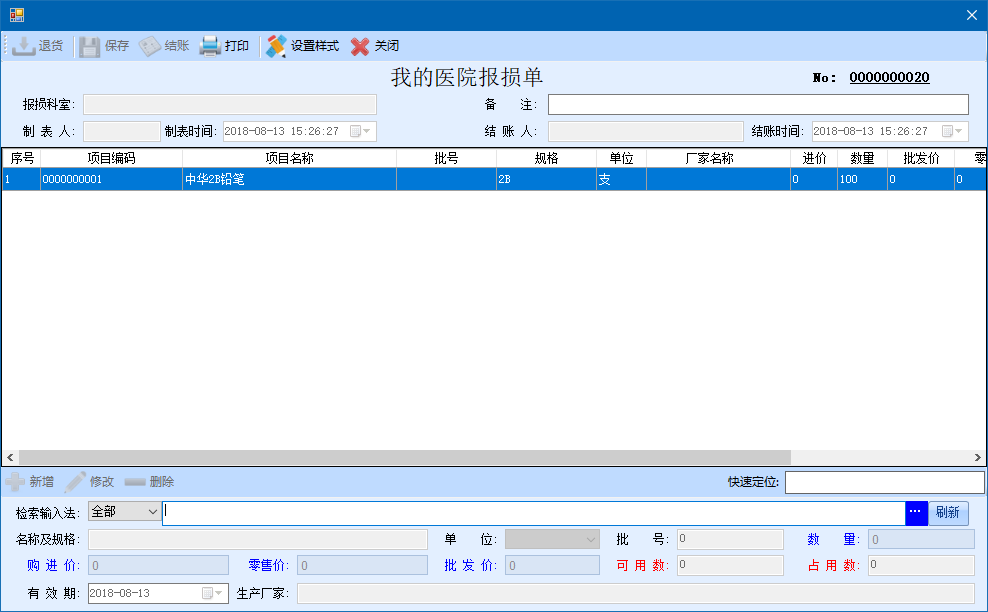 退货 保存 结账 打印 设置样式 关闭
我的医院报损单
No: 0000000020
报损科室: 备 注:
制 表 人: 制表时间: 2018-08-13 15:26:27 结 账 人: 结账时间: 2018-08-13 15:26:27
序号 项目编码 项目名称 批号 规格 单位 厂家名称 进价 数量 批发价 零
1 0000000001 中华2B铅笔 2B 支 0 100 0 0
新增 修改 删除 快速定位:
检索输入法: 全部 ... 刷新
名称及规格: 单 位: 批 号: 0 数 量: 0
购 进 价: 0 零售价: 0 批 发 价: 0 可 用 数: 0 占 用 数: 0
有 效 期: 2018-08-13 生产厂家: